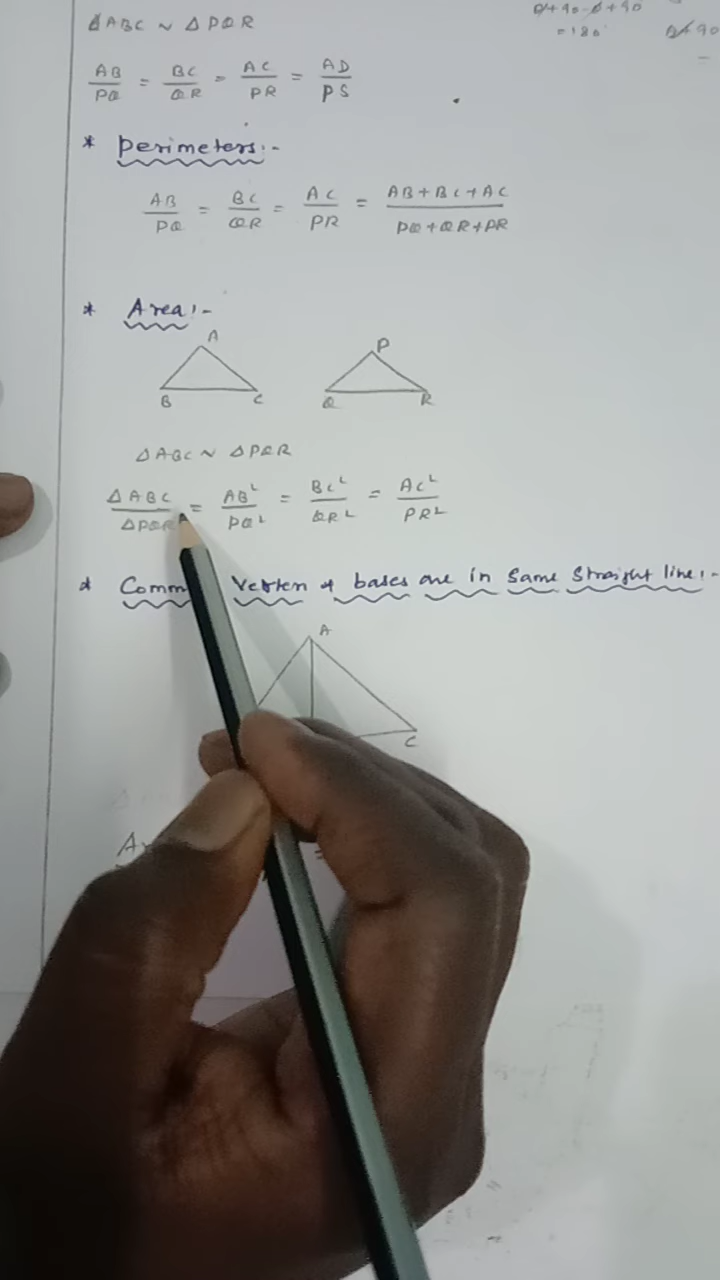 ΔABC ~ ΔPQR
AB/PQ = BC/QR = AC/PR = AD/PS
* Perimeters:-
AB/PQ = BC/QR = AC/PR = AB+BC+AC/PQ+QR+PR
* Area:-
A P
B C Q R
ΔABC ~ ΔPQR
ΔABC/ΔPQR = AB²/PQ² = BC²/QR² = AC²/PR²
* Vertex & bases are in Same Straight line:-
A
C